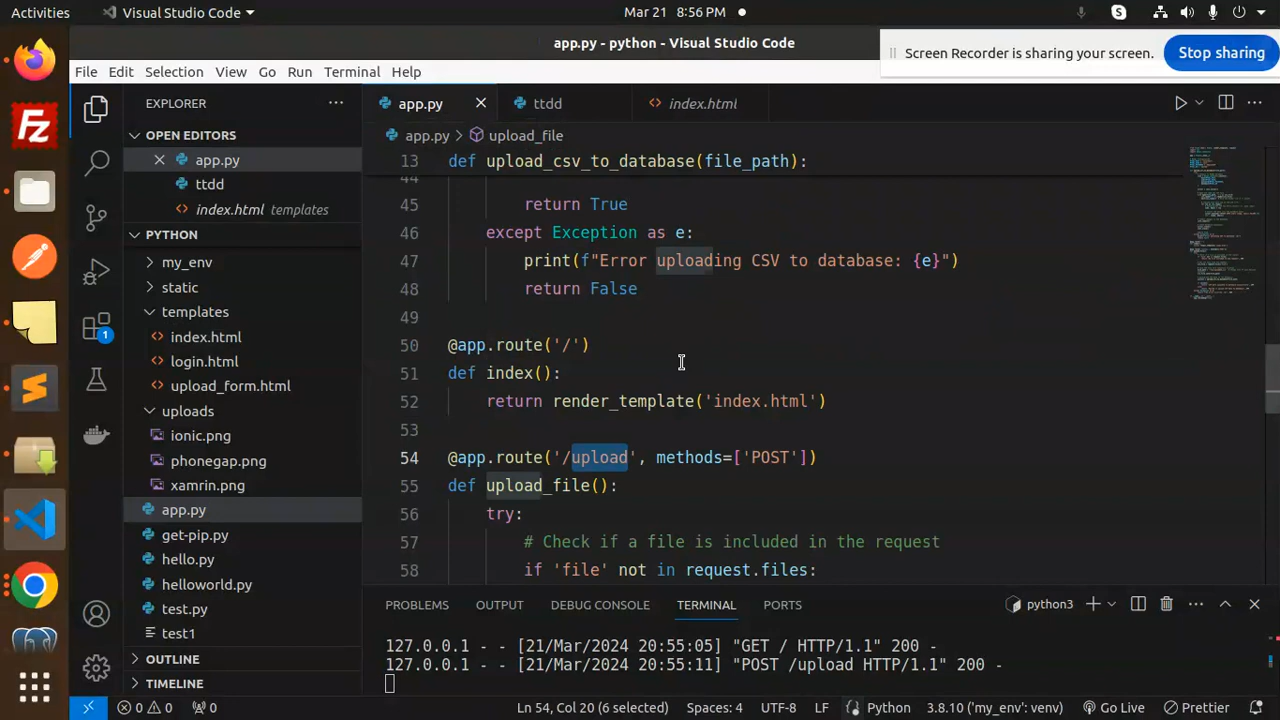 Activities
Visual Studio Code
Mar 21 8:56 PM
app.py - python - Visual Studio Code
Screen Recorder is sharing your screen.
Stop sharing
File Edit Selection View Go Run Terminal Help
EXPLORER
OPEN EDITORS
app.py
ttdd
index.html templates
PYTHON
my_env
static
templates
index.html
login.html
upload_form.html
uploads
ionic.png
phonegap.png
xamrin.png
app.py
get-pip.py
hello.py
helloworld.py
test.py
test1
OUTLINE
TIMELINE
1
app.py
ttdd
index.html
app.py > upload_file
13 def upload_csv_to_database(file_path):
44
45 return True
46 except Exception as e:
47 print(f"Error uploading CSV to database: {e}")
48 return False
49
50 @app.route('/')
51 def index():
52 return render_template('index.html')
53
54 @app.route('/upload', methods=['POST'])
55 def upload_file():
56 try:
57 # Check if a file is included in the request
58 if 'file' not in request.files:
PROBLEMS OUTPUT DEBUG CONSOLE TERMINAL PORTS
python3
127.0.0.1 - - [21/Mar/2024 20:55:05] "GET / HTTP/1.1" 200 -
127.0.0.1 - - [21/Mar/2024 20:55:11] "POST /upload HTTP/1.1" 200 -
0 0 0 Ln 54, Col 20 (6 selected) Spaces: 4 UTF-8 LF Python 3.8.10 ('my_env': venv) Go Live Prettier